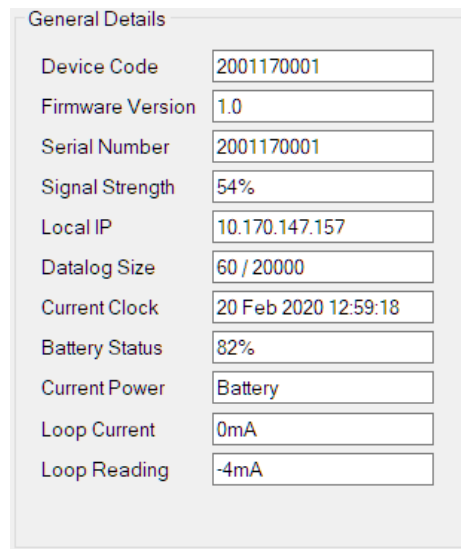 General Details
Device Code 2001170001
Firmware Version 1.0
Serial Number 2001170001
Signal Strength 54%
Local IP 10.170.147.157
Datalog Size 60 / 20000
Current Clock 20 Feb 2020 12:59:18
Battery Status 82%
Current Power Battery
Loop Current 0mA
Loop Reading -4mA